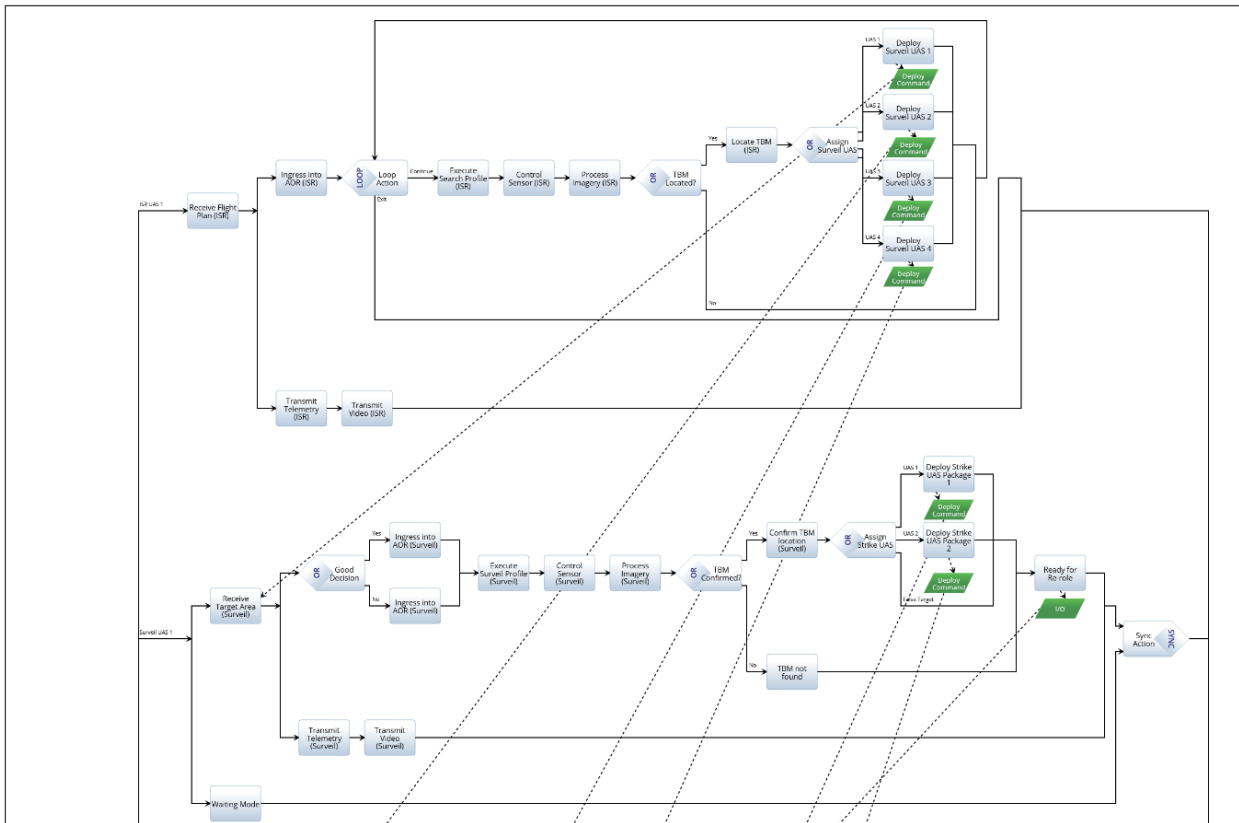 UAS 1
Deploy
Surveil UAS 1
Deploy
Command
UAS 2
Deploy
Surveil UAS 2
Deploy
Command
UAS 3
Deploy
Surveil UAS 3
Deploy
Command
UAS 4
Deploy
Surveil UAS 4
Deploy
Command
Yes
Locate TBM
(ISR)
OR
Assign
Surveil UAS
Ingress into
AOR (ISR)
LOOP
Loop
Action
Continue
Exit
Execute
Search Profile
(ISR)
Control
Sensor (ISR)
Process
Imagery (ISR)
OR
TBM
Located?
No
ISR UAS 1
Receive Flight
Plan (ISR)
Transmit
Telemetry
(ISR)
Transmit
Video (ISR)
UAS 1
Deploy Strike
UAS Package
1
Deploy
Command
UAS 2
Deploy Strike
UAS Package
2
Deploy
Command
False Target
Yes
Confirm TBM
location
(Surveil)
OR
Assign
Strike UAS
Yes
Ingress into
AOR (Surveil)
OR
Good
Decision
No
Ingress into
AOR (Surveil)
Execute
Surveil Profile
(Surveil)
Control
Sensor
(Surveil)
Process
Imagery
(Surveil)
OR
TBM
Confirmed?
Ready for
Re-role
I/O
Receive
Target Area
(Surveil)
Surveil UAS 1
Sync
Action
SYNC
No
TBM not
found
Transmit
Telemetry
(Surveil)
Transmit
Video
(Surveil)
Waiting Mode